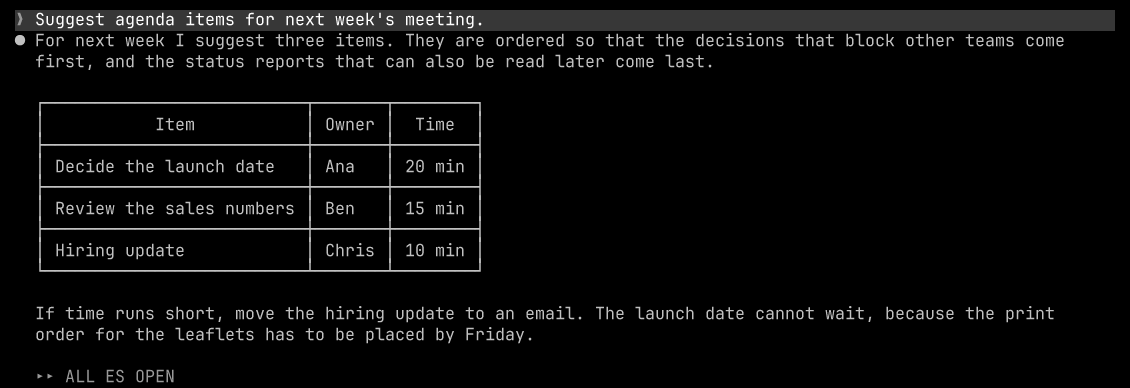 ❯ Suggest agenda items for next week's meeting.
● For next week I suggest three items. They are ordered so that the decisions that block other teams come
first, and the status reports that can also be read later come last.
Item Owner Time
Decide the launch date Ana 20 min
Review the sales numbers Ben 15 min
Hiring update Chris 10 min
If time runs short, move the hiring update to an email. The launch date cannot wait, because the print
order for the leaflets has to be placed by Friday.
▸▸ ALL ES OPEN